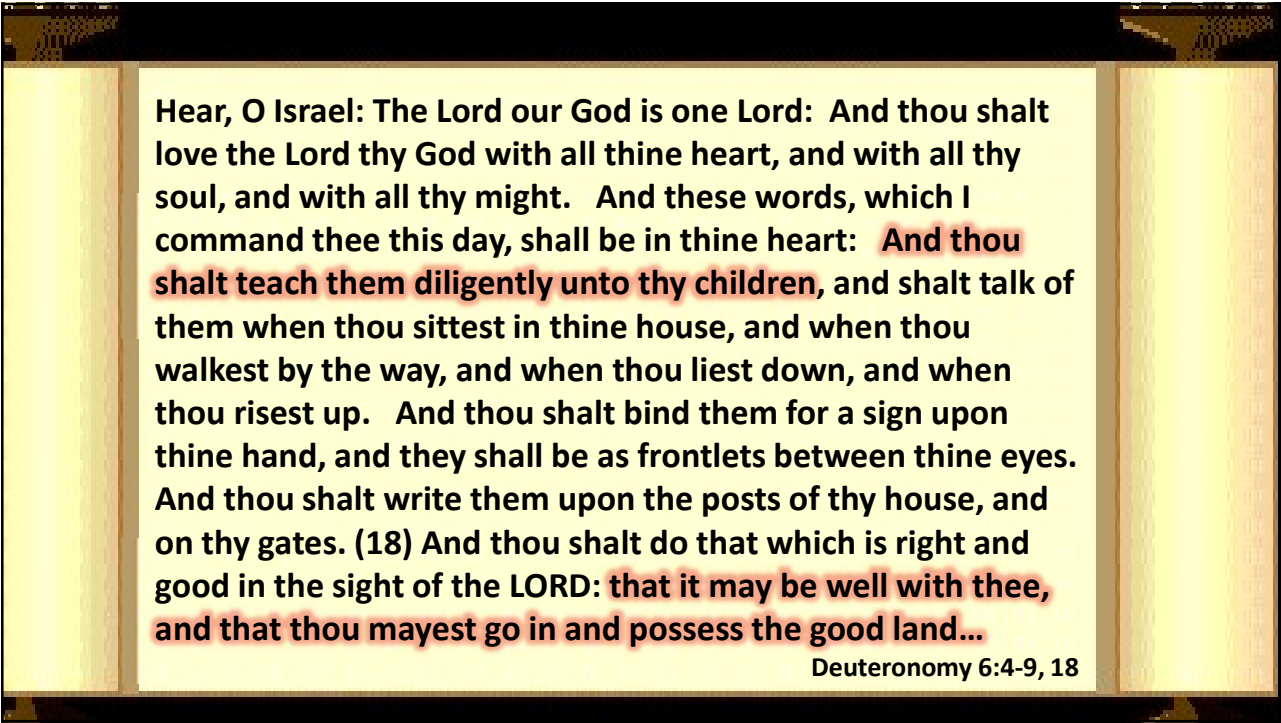 Hear, O Israel: The Lord our God is one Lord:  And thou shalt
love the Lord thy God with all thine heart, and with all thy
soul, and with all thy might.   And these words, which I
command thee this day, shall be in thine heart:   And thou
shalt teach them diligently unto thy children, and shalt talk of
them when thou sittest in thine house, and when thou
walkest by the way, and when thou liest down, and when
thou risest up.   And thou shalt bind them for a sign upon
thine hand, and they shall be as frontlets between thine eyes.
And thou shalt write them upon the posts of thy house, and
on thy gates. (18) And thou shalt do that which is right and
good in the sight of the LORD: that it may be well with thee,
and that thou mayest go in and possess the good land…
Deuteronomy 6:4-9, 18